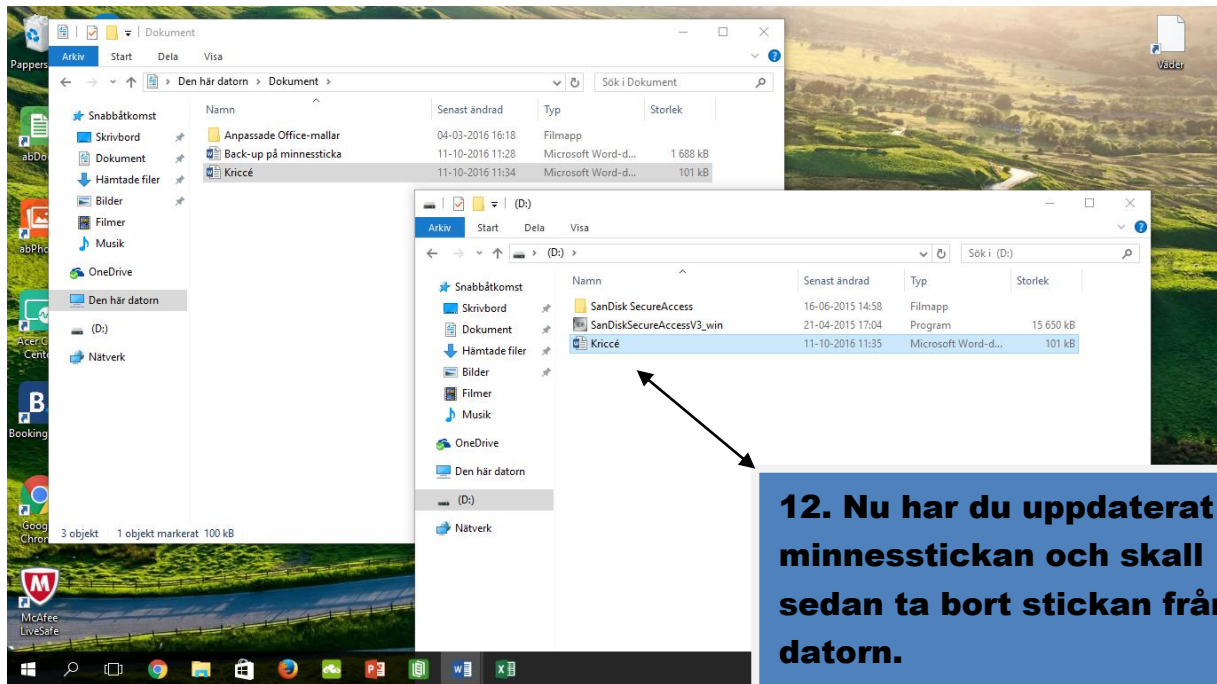 Dokument
Arkiv Start Dela Visa
Den här datorn > Dokument >
Sök i Dokument
Snabbåtkomst
Skrivbord
Dokument
Hämtade filer
Bilder
Filmer
Musik
OneDrive
Den här datorn
(D:)
Nätverk
Namn Senast ändrad Typ Storlek
Anpassade Office-mallar 04-03-2016 16:18 Filmapp
Back-up på minnessticka 11-10-2016 11:28 Microsoft Word-d... 1 688 kB
Kriccé 11-10-2016 11:34 Microsoft Word-d... 101 kB
3 objekt 1 objekt markerat 100 kB
(D:)
Arkiv Start Dela Visa
(D:) >
Sök i (D:)
Snabbåtkomst
Skrivbord
Dokument
Hämtade filer
Bilder
Filmer
Musik
OneDrive
Den här datorn
(D:)
Nätverk
Namn Senast ändrad Typ Storlek
SanDisk SecureAccess 16-06-2015 14:58 Filmapp
SanDiskSecureAccessV3_win 21-04-2015 17:04 Program 15 650 kB
Kriccé 11-10-2016 11:35 Microsoft Word-d... 101 kB
Pappers
abDo
abPho
Acer C
Cent
B
Booking
Goog
Chron
McAfee
LiveSafe
Väder
12. Nu har du uppdaterat
minnesstickan och skall
sedan ta bort stickan från
datorn.